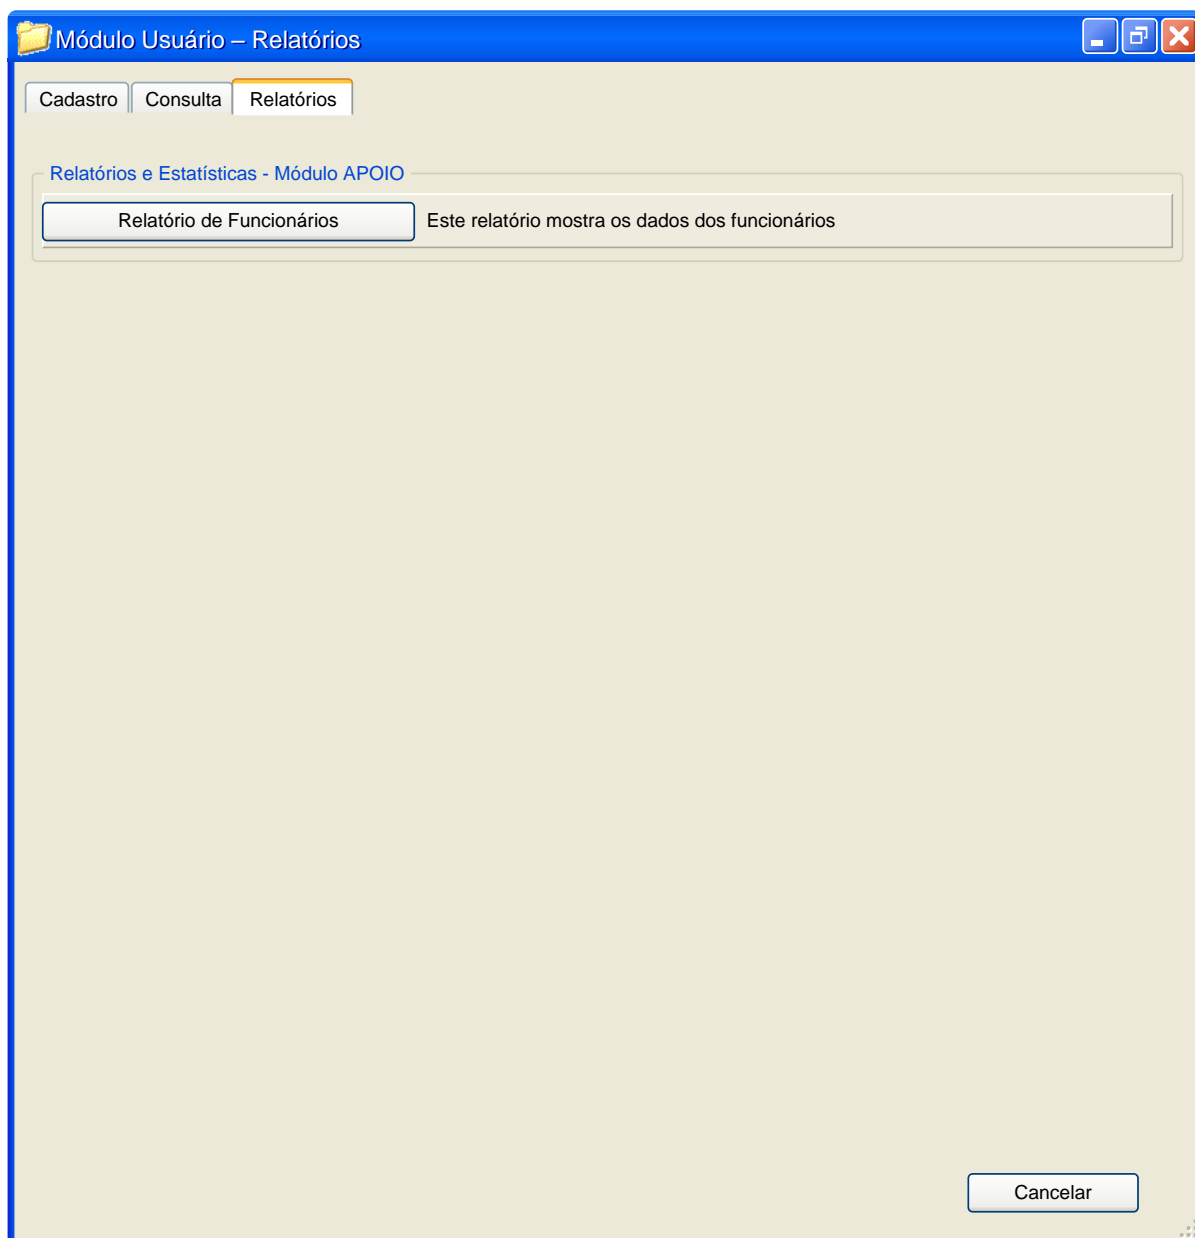 Módulo Usuário – Relatórios
Cadastro Consulta Relatórios
Relatórios e Estatísticas - Módulo APOIO
Relatório de Funcionários Este relatório mostra os dados dos funcionários
Cancelar